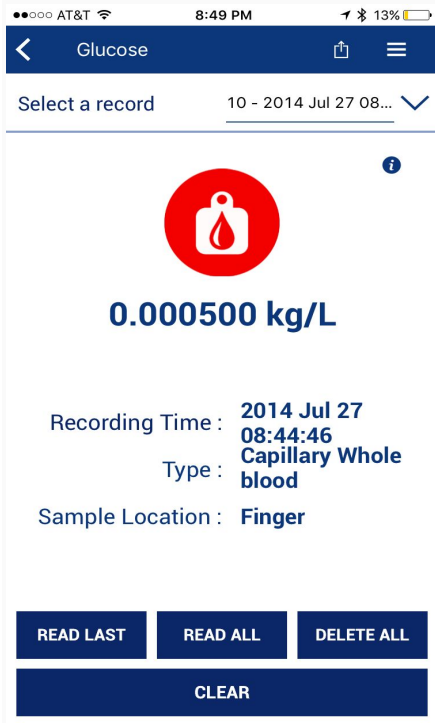 ●●○○○ AT&T 8:49 PM 13%
Glucose
Select a record 10 - 2014 Jul 27 08...
i
0.000500 kg/L
Recording Time : 2014 Jul 27
08:44:46
Type : Capillary Whole
blood
Sample Location : Finger
READ LAST READ ALL DELETE ALL
CLEAR